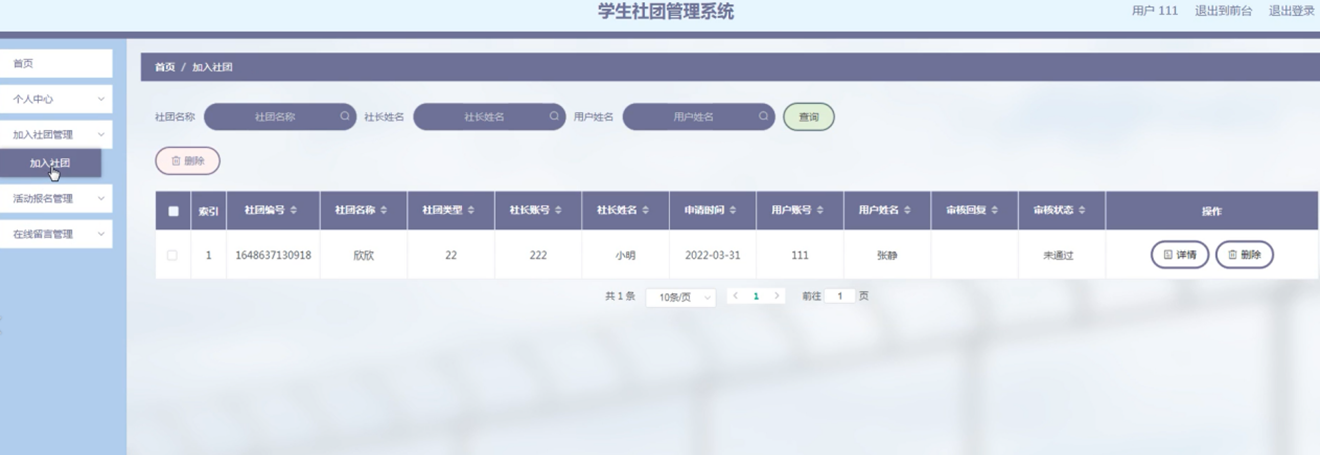 学生社团管理系统
用户 111 退出到前台 退出登录
首页
个人中心
加入社团管理
加入社团
活动报名管理
在线留言管理
首页 / 加入社团
社团名称 社团名称 社长姓名 社长姓名 用户姓名 用户姓名 查询
删除
索引 社团编号 社团名称 社团类型 社长账号 社长姓名 申请时间 用户账号 用户姓名 审核回复 审核状态 操作
1 1648637130918 欣欣 22 222 小明 2022-03-31 111 张静 未通过 详情 删除
共 1 条 10条/页 1 前往 1 页